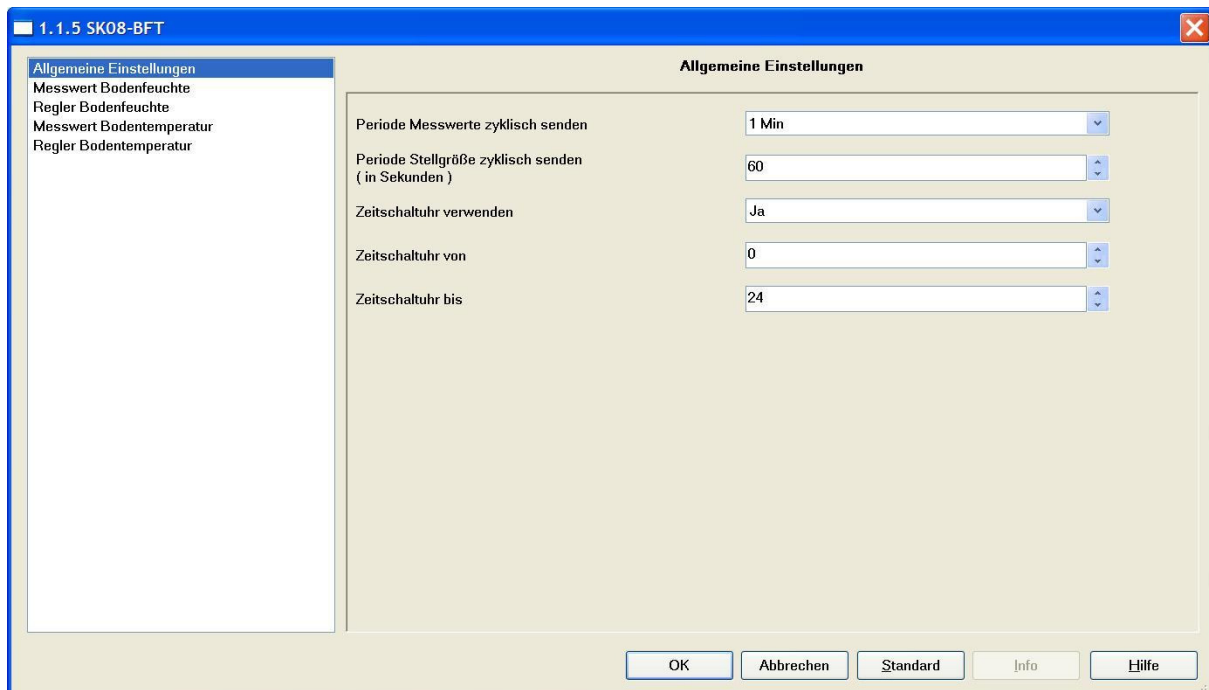 1.1.5 SK08-BFT
Allgemeine Einstellungen
Messwert Bodenfeuchte
Regler Bodenfeuchte
Messwert Bodentemperatur
Regler Bodentemperatur
Allgemeine Einstellungen
Periode Messwerte zyklisch senden
1 Min
Periode Stellgröße zyklisch senden
( in Sekunden )
60
Zeitschaltuhr verwenden
Ja
Zeitschaltuhr von
0
Zeitschaltuhr bis
24
OK
Abbrechen
Standard
Info
Hilfe